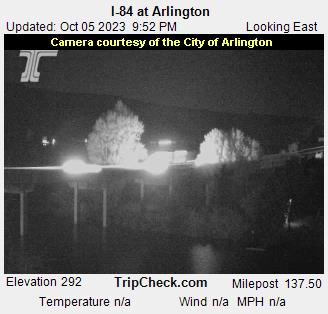 I-84 at Arlington
Updated: Oct 05 2023 9:52 PM Looking East
Camera courtesy of the City of Arlington
Elevation 292 TripCheck.com Milepost 137.50
Temperature n/a Wind n/a MPH n/a